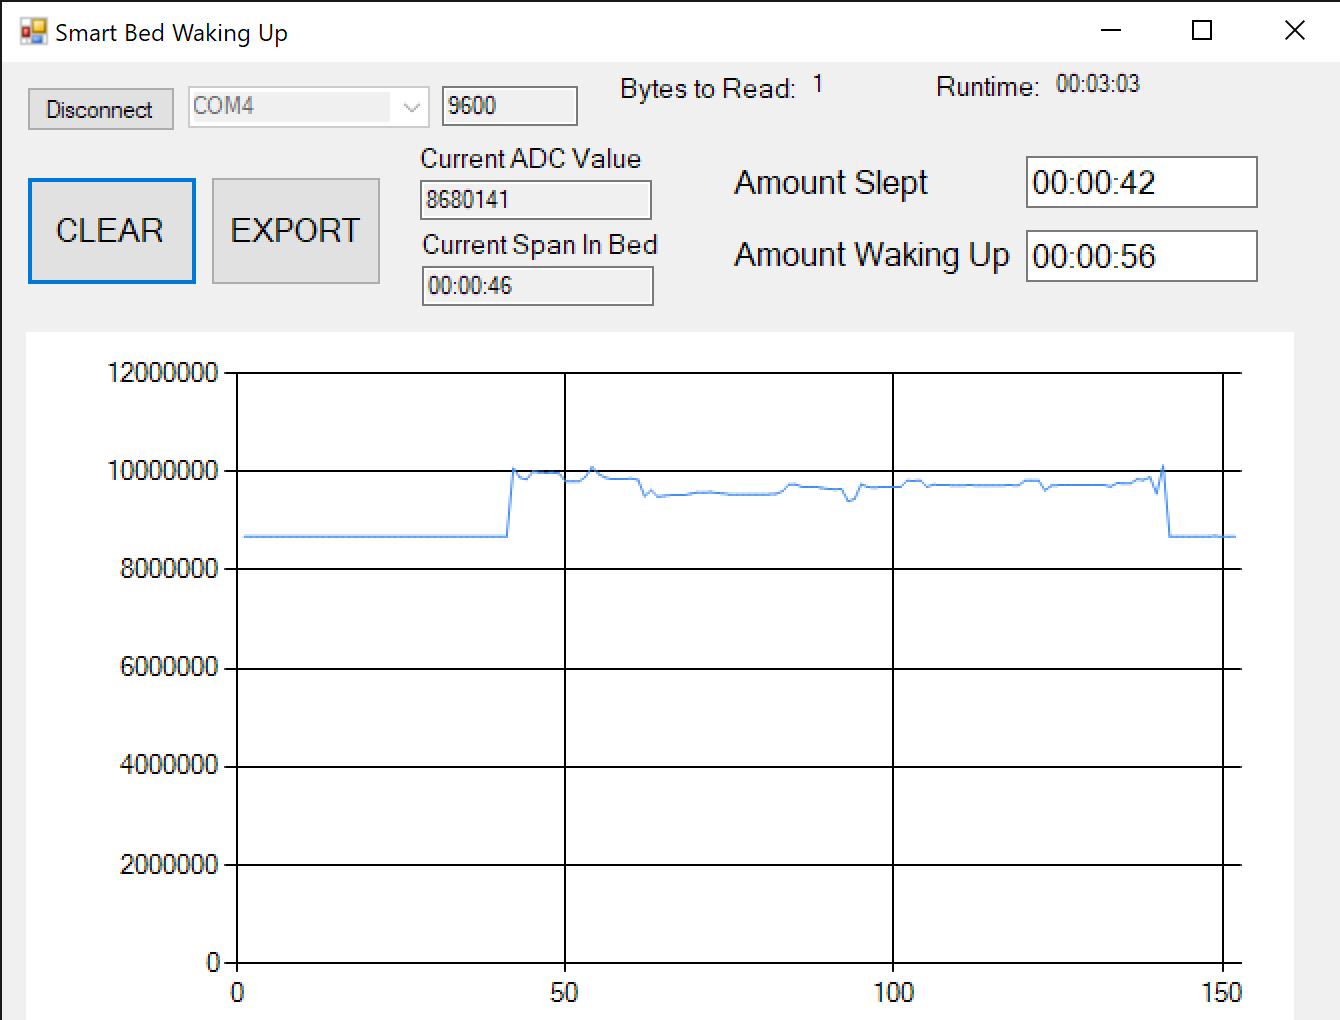 Smart Bed Waking Up
Disconnect COM4 9600 Bytes to Read: 1 Runtime: 00:03:03
Current ADC Value
8680141
Current Span In Bed
00:00:46
CLEAR EXPORT
Amount Slept 00:00:42
Amount Waking Up 00:00:56
12000000
10000000
8000000
6000000
4000000
2000000
0
0 50 100 150